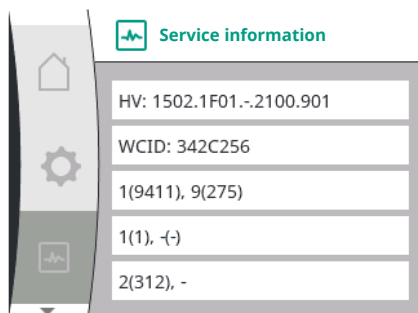 Service information
HV: 1502.1F01.-.2100.901
WCID: 342C256
1(9411), 9(275)
1(1), -(-)
2(312), -